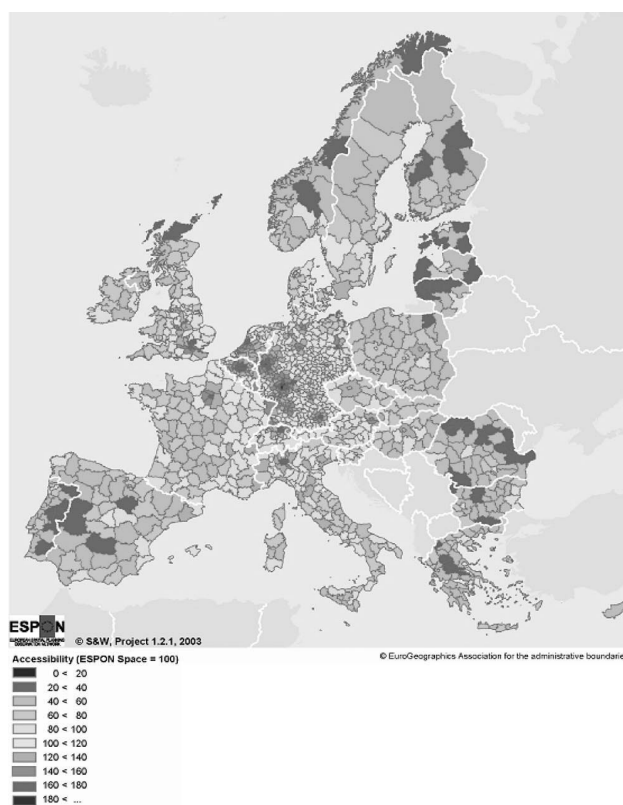 ESPON
© S&W, Project 1.2.1, 2003
© EuroGeographics Association for the administrative boundarie
Accessibility (ESPON Space = 100)
0 < 20
20 < 40
40 < 60
60 < 80
80 < 100
100 < 120
120 < 140
140 < 160
160 < 180
180 < ...